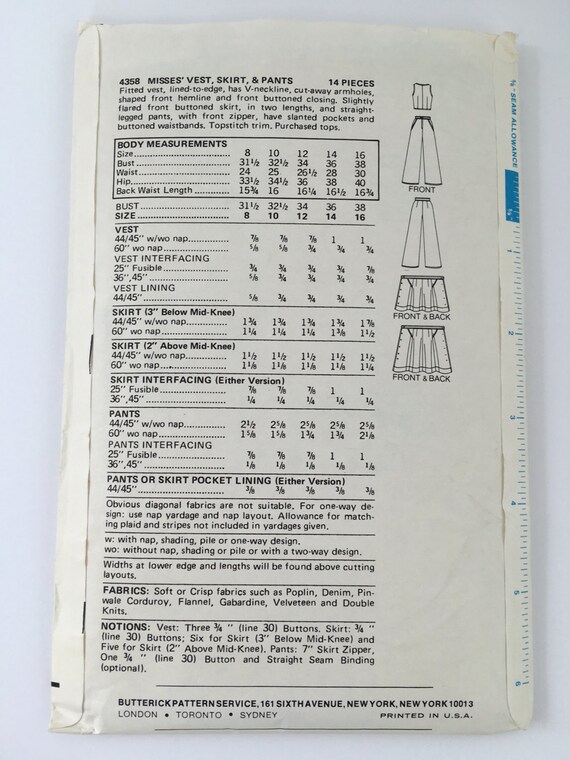 4358 MISSES' VEST, SKIRT, & PANTS 14 PIECES
Fitted vest, lined-to-edge, has V-neckline, cut-away armholes,
shaped front hemline and front buttoned closing. Slightly
flared front buttoned skirt, in two lengths, and straight-
legged pants, with front zipper, have slanted pockets and
buttoned waistbands. Topstitch trim. Purchased tops.
BODY MEASUREMENTS
Size 8 10 12 14 16
Bust 31½ 32½ 34 36 38
Waist 24 25 26½ 28 30
Hip 33½ 34½ 36 38 40
Back Waist Length 15¾ 16 16¼ 16½ 16¾
BUST: 31½ 32½ 34 36 38
SIZE 8 10 12 14 16
VEST
44/45" w/wo nap ⅞ ⅞ ⅞ 1 1
60" wo nap ⅝ ⅝ ¾ ¾ ¾
VEST INTERFACING
25" Fusible ¾ ¾ ¾ ¾ ⅞
36",45" ⅝ ¾ ¾ ¾ ¾
VEST LINING
44/45" ⅝ ¾ ¾ ¾ ¾
SKIRT (3" Below Mid-Knee)
44/45" w/wo nap 1¾ 1¾ 1¾ 1¾ 1⅞
60" wo nap 1¼ 1¼ 1¼ 1⅜ 1½
SKIRT (2" Above Mid-Knee)
44/45" w/wo nap 1½ 1½ 1½ 1½ 1½
60" wo nap 1⅛ 1⅛ 1⅛ 1⅛ 1¼
SKIRT INTERFACING (Either Version)
25" Fusible ⅞ ⅞ ⅞ 1 1
36",45" ¼ ¼ ¼ ¼ ¼
PANTS
44/45" w/wo nap 2½ 2⅝ 2⅝ 2⅝ 2⅝
60" wo nap 1⅝ 1⅝ 1¾ 1¾ 2⅛
PANTS INTERFACING
25" Fusible ⅞ ⅞ ⅞ 1 1
36",45" ⅛ ⅛ ⅛ ⅛ ⅛
PANTS OR SKIRT POCKET LINING (Either Version)
44/45" ⅜ ⅜ ⅜ ⅜ ⅜
Obvious diagonal fabrics are not suitable. For one-way de-
sign: use nap yardage and nap layout. Allowance for match-
ing plaid and stripes not included in yardages given.
w: with nap, shading, pile or one-way design.
wo: without nap, shading or pile or with a two-way design.
Widths at lower edge and lengths will be found above cutting
layouts.
FABRICS: Soft or Crisp fabrics such as Poplin, Denim, Pin-
wale Corduroy, Flannel, Gabardine, Velveteen and Double
Knits.
NOTIONS: Vest: Three ¾" (line 30) Buttons. Skirt: ¾"
(line 30) Buttons; Six for Skirt (3" Below Mid-Knee) and
Five for Skirt (2" Above Mid-Knee). Pants: 7" Skirt Zipper,
One ¾" (line 30) Button and Straight Seam Binding
(optional).
BUTTERICK PATTERN SERVICE, 161 SIXTH AVENUE, NEW YORK, NEW YORK 10013
LONDON • TORONTO • SYDNEY PRINTED IN U.S.A.
FRONT
FRONT & BACK
FRONT & BACK
⅝" SEAM ALLOWANCE
⅝"
1
2
3
4
5
6